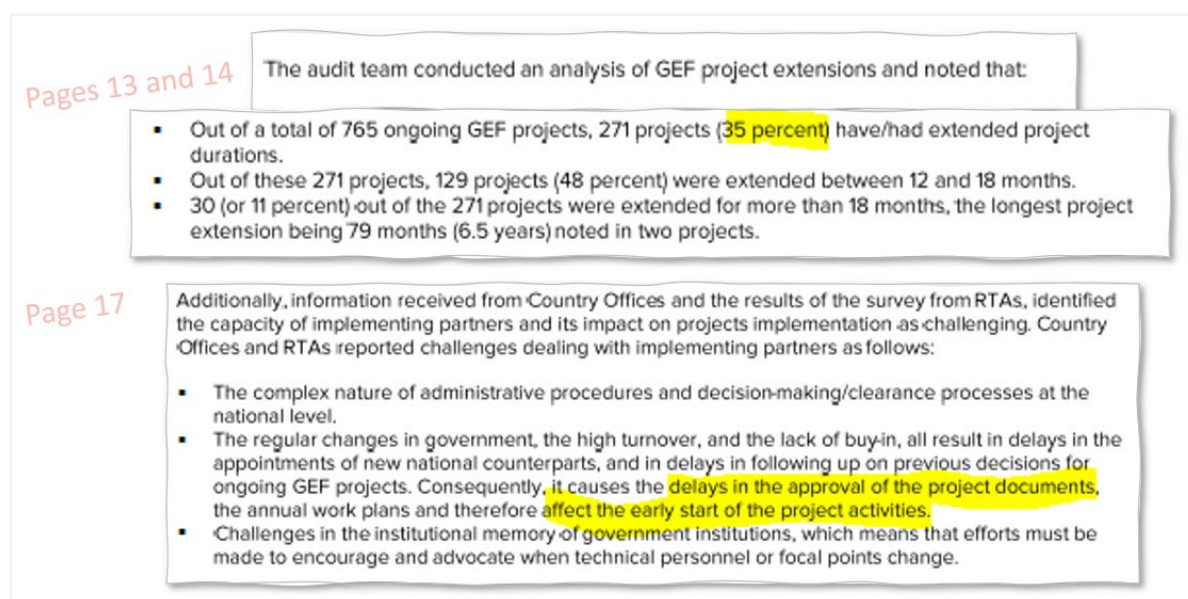 Pages 13 and 14
The audit team conducted an analysis of GEF project extensions and noted that:
▪ Out of a total of 765 ongoing GEF projects, 271 projects (35 percent) have/had extended project
durations.
▪ Out of these 271 projects, 129 projects (48 percent) were extended between 12 and 18 months.
▪ 30 (or 11 percent) out of the 271 projects were extended for more than 18 months, the longest project
extension being 79 months (6.5 years) noted in two projects.
Page 17
Additionally, information received from Country Offices and the results of the survey from RTAs, identified
the capacity of implementing partners and its impact on projects implementation as challenging. Country
Offices and RTAs reported challenges dealing with implementing partners as follows:
▪ The complex nature of administrative procedures and decision-making/clearance processes at the
national level.
▪ The regular changes in government, the high turnover, and the lack of buy-in, all result in delays in the
appointments of new national counterparts, and in delays in following up on previous decisions for
ongoing GEF projects. Consequently, it causes the delays in the approval of the project documents,
the annual work plans and therefore affect the early start of the project activities.
▪ Challenges in the institutional memory of government institutions, which means that efforts must be
made to encourage and advocate when technical personnel or focal points change.